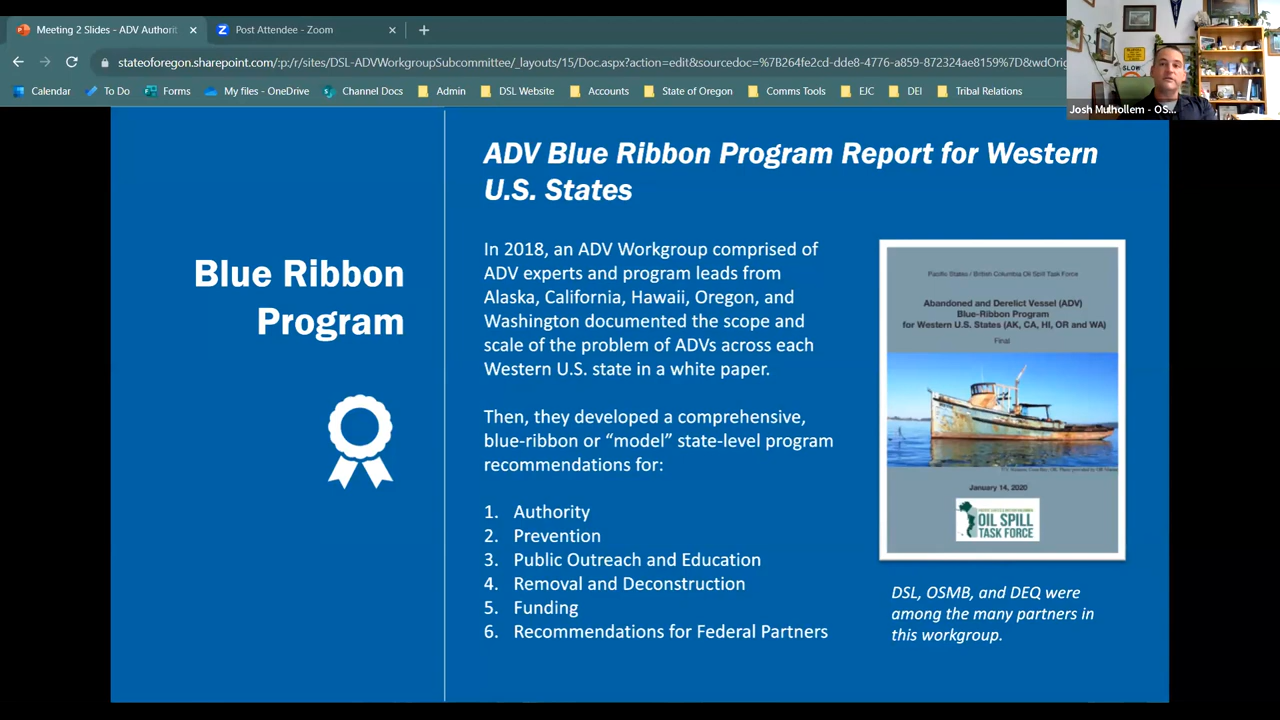 Meeting 2 Slides - ADV Authorit
Post Attendee - Zoom
stateoforegon.sharepoint.com/:p:/r/sites/DSL-ADVWorkgroupSubcommittee/_layouts/15/Doc.aspx?action=edit&sourcedoc=%7B264fe2cd-dde8-4776-a859-872324ae8159%7D&wdOrig
Calendar To Do Forms My files - OneDrive Channel Docs Admin DSL Website Accounts State of Oregon Comms Tools EJC DEI Tribal Relations
SLOW
Josh Mulhollem - OS...
Blue Ribbon
Program
ADV Blue Ribbon Program Report for Western
U.S. States
In 2018, an ADV Workgroup comprised of
ADV experts and program leads from
Alaska, California, Hawaii, Oregon, and
Washington documented the scope and
scale of the problem of ADVs across each
Western U.S. state in a white paper.
Then, they developed a comprehensive,
blue-ribbon or “model” state-level program
recommendations for:
1. Authority
2. Prevention
3. Public Outreach and Education
4. Removal and Deconstruction
5. Funding
6. Recommendations for Federal Partners
Pacific States / British Columbia Oil Spill Task Force
Abandoned and Derelict Vessel (ADV)
Blue-Ribbon Program
for Western U.S. States (AK, CA, HI, OR and WA)
Final
January 14, 2020
OIL SPILL
TASK FORCE
DSL, OSMB, and DEQ were
among the many partners in
this workgroup.